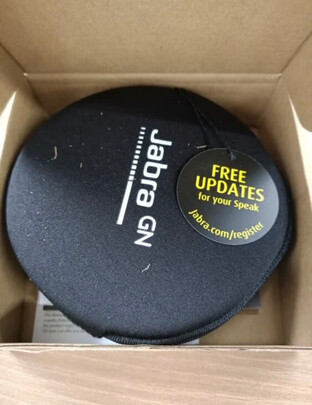 Jabra GN
FREE
UPDATES
for your Speak
Jabra.com/register